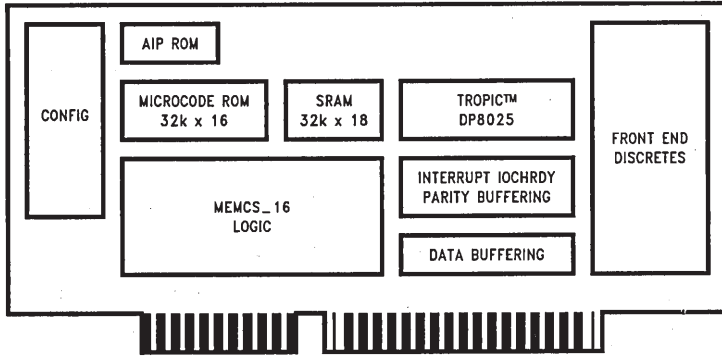 AIP ROM
CONFIG
MICROCODE ROM
32k x 16
SRAM
32k x 18
TROPIC™
DP8025
FRONT END
DISCRETES
MEMCS_16
LOGIC
INTERRUPT IOCHRDY
PARITY BUFFERING
DATA BUFFERING